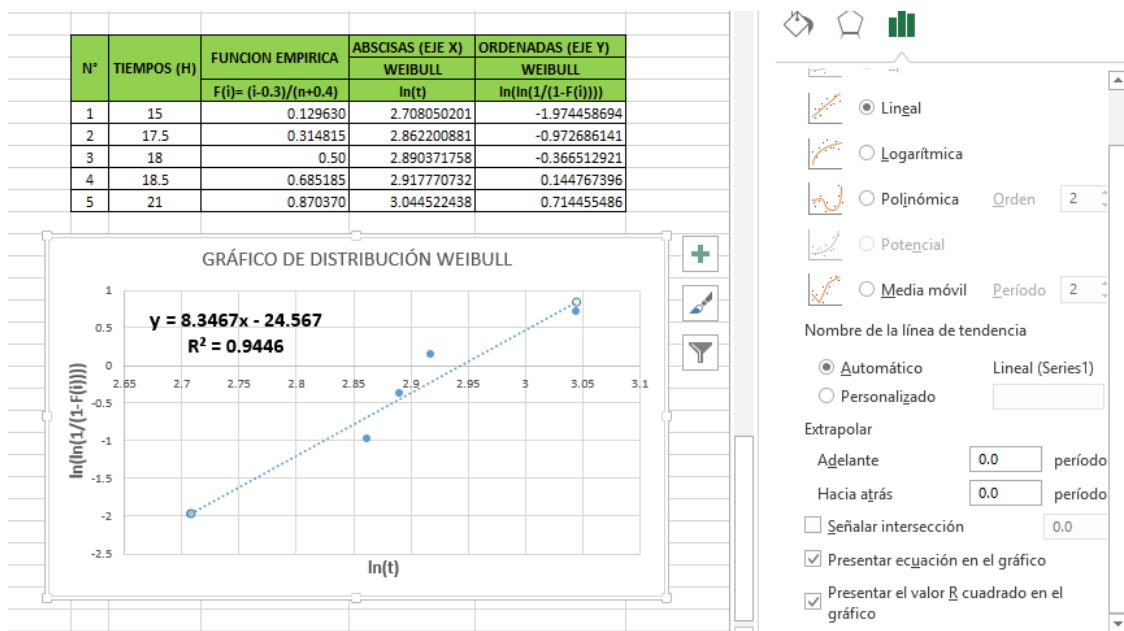 N° TIEMPOS (H) FUNCION EMPIRICA ABSCISAS (EJE X) ORDENADAS (EJE Y)
WEIBULL WEIBULL
F(i)= (i-0.3)/(n+0.4) ln(t) ln(ln(1/(1-F(i))))
1 15 0.129630 2.708050201 -1.974458694
2 17.5 0.314815 2.862200881 -0.972686141
3 18 0.50 2.890371758 -0.366512921
4 18.5 0.685185 2.917770732 0.144767396
5 21 0.870370 3.044522438 0.714455486
GRÁFICO DE DISTRIBUCIÓN WEIBULL
y = 8.3467x - 24.567
R² = 0.9446
1
0.5
0
-0.5
-1
-1.5
-2
-2.5
2.65 2.7 2.75 2.8 2.85 2.9 2.95 3 3.05 3.1
ln(ln(1/(1-F(i))))
ln(t)
Lineal
Logarítmica
Polinómica Orden 2
Potencial
Media móvil Período 2
Nombre de la línea de tendencia
Automático Lineal (Series1)
Personalizado
Extrapolar
Adelante 0.0 período
Hacia atrás 0.0 período
Señalar intersección 0.0
Presentar ecuación en el gráfico
Presentar el valor R cuadrado en el
gráfico